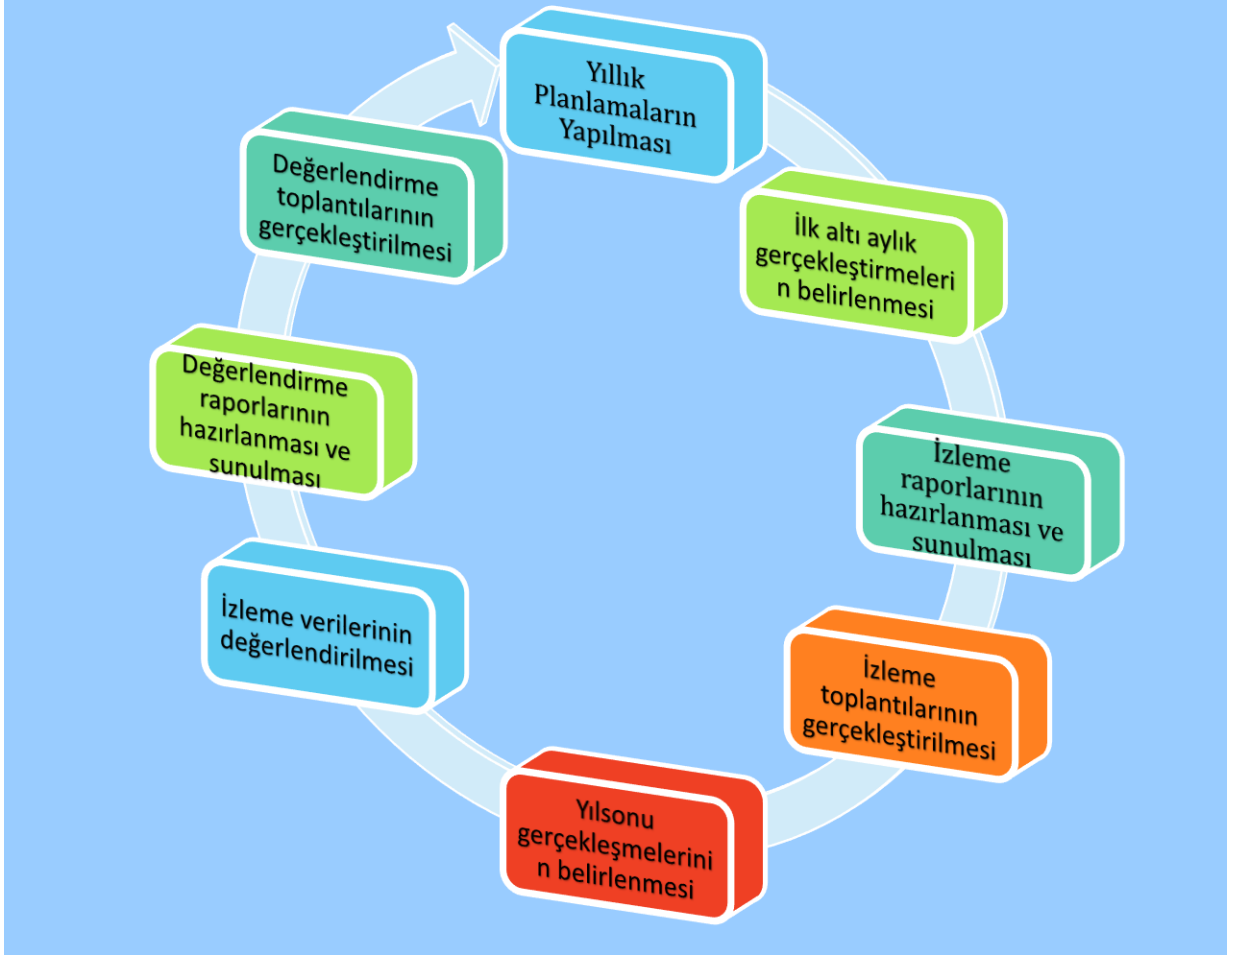 Yıllık
Planlamaların
Yapılması
İlk altı aylık
gerçekleştirmeleri
n belirlenmesi
İzleme
raporlarının
hazırlanması ve
sunulması
İzleme
toplantılarının
gerçekleştirilmesi
Yılsonu
gerçekleşmelerini
n belirlenmesi
İzleme verilerinin
değerlendirilmesi
Değerlendirme
raporlarının
hazırlanması ve
sunulması
Değerlendirme
toplantılarının
gerçekleştirilmesi